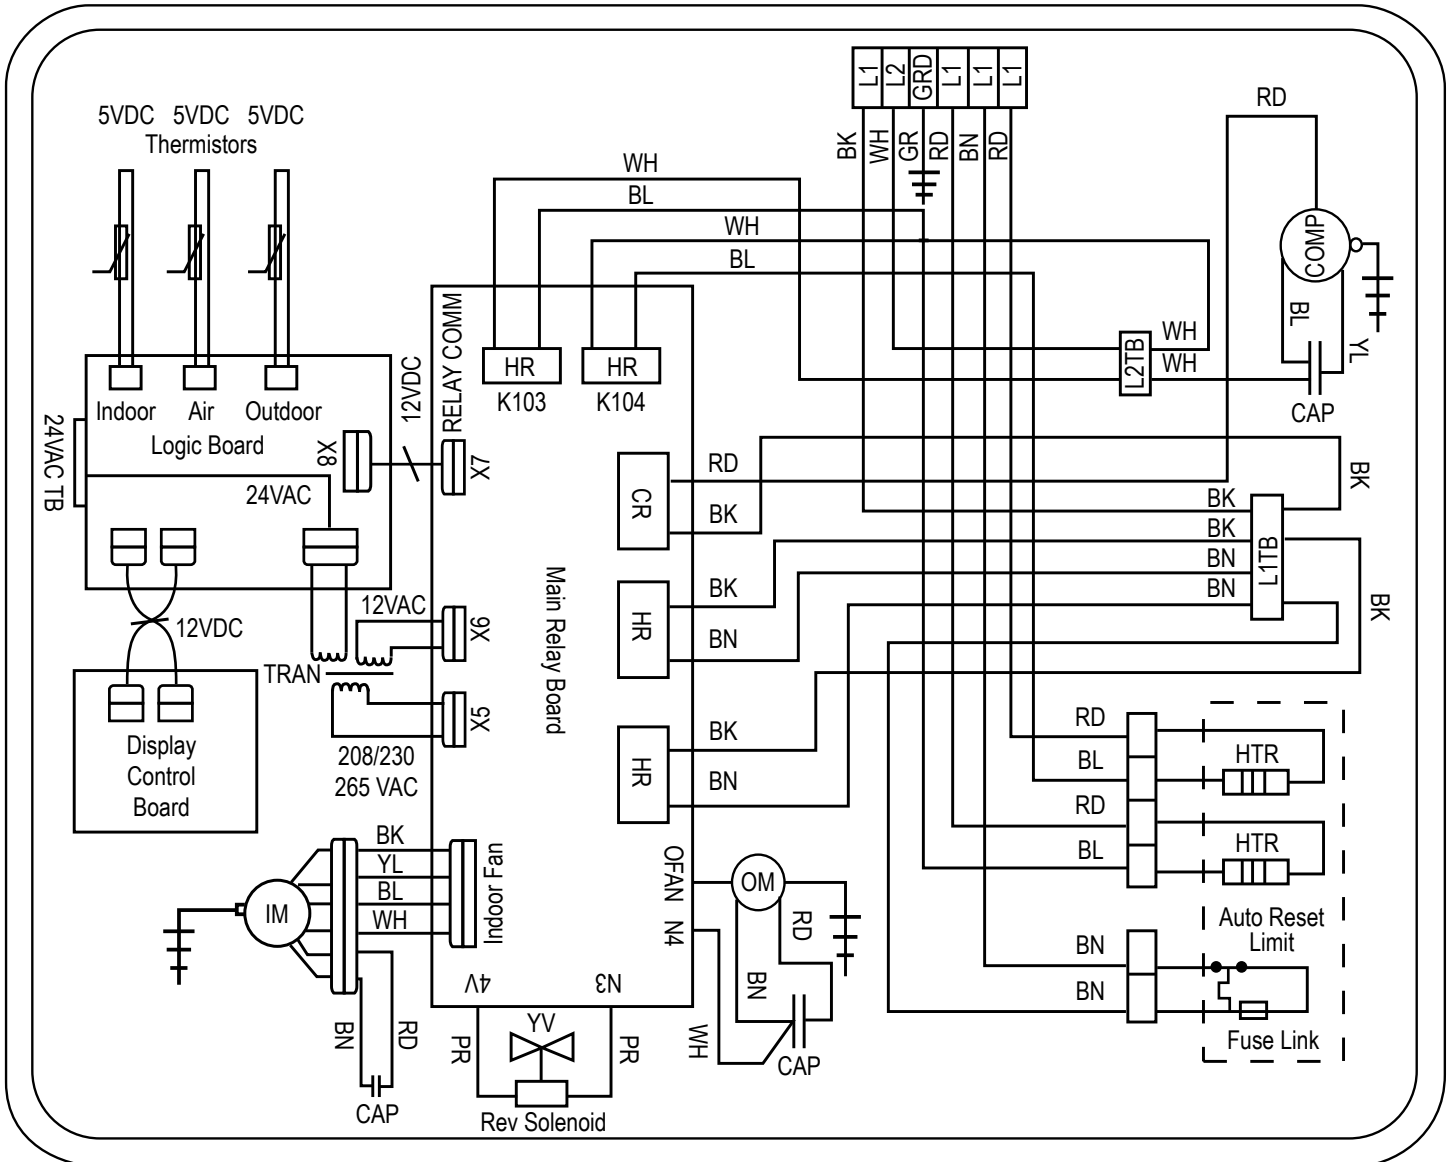 L1 L2 GRD L1 L1 L1
BK WH GR RD BN RD
5VDC 5VDC 5VDC
Thermistors
WH
BL
WH
BL
RD
COMP
BL
YL
CAP
Indoor Air Outdoor
Logic Board
24VAC TB
24VAC
X8
12VDC
RELAY COMM
X7
HR
K103
HR
K104
L2TB
WH
WH
CR
RD
BK
BK
BK
BK
BN
BN
L1TB
BK
Main Relay Board
HR
BK
BN
HR
BK
BN
12VAC
X6
TRAN
X5
208/230
265 VAC
12VDC
Display
Control
Board
RD
BL
RD
BL
HTR
HTR
Auto Reset
Limit
BN
BN
Fuse Link
IM
BK
YL
BL
WH
Indoor Fan
BN
RD
CAP
OFAN
N4
OM
RD
BN
WH
CAP
4V
N3
PR
YV
PR
Rev Solenoid